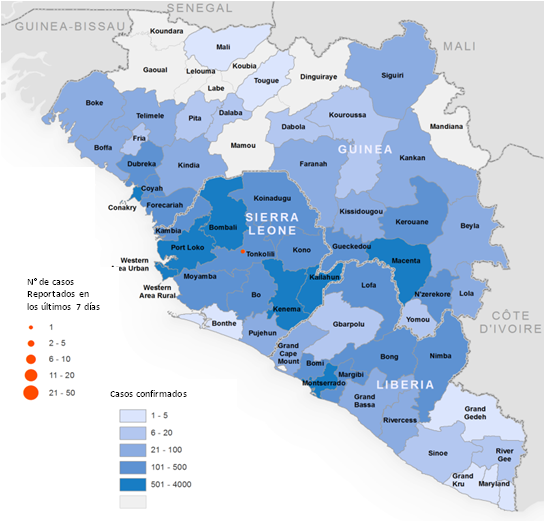 SENEGAL
GUINEA-BISSAU
MALI
Koundara
Mali
Koubia
Gaoual
Lelouma
Labe
Tougue
Dinguiraye
Siguiri
Boke
Telimele
Pita
Dalaba
Dabola
Kouroussa
Mandiana
Fria
Boffa
Mamou
GUINEA
Dubreka
Kindia
Faranah
Kankan
Coyah
Conakry
Forecariah
Koinadugu
Kissidougou
Kerouane
Beyla
Kambia
Bombali
SIERRA
LEONE
Port Loko
Tonkolili
Kono
Gueckedou
Macenta
Western
ea Urban
Western
Area Rural
Moyamba
Bo
Kailahun
Kenema
Lofa
N'zerekore
Lola
Yomou
CÔTE
D'IVOIRE
Bonthe
Pujehun
Gbarpolu
Grand
Cape
Mount
Bomi
Bong
Nimba
Margibi
Montserrado
LIBERIA
Grand
Bassa
Rivercess
Grand
Gedeh
Sinoe
River
Gee
Grand
Kru
Maryland
N° de casos
Reportados en
los últimos 7 días
1
2 - 5
6 - 10
11 - 20
21 - 50
Casos confirmados
1 - 5
6 - 20
21 - 100
101 - 500
501 - 4000